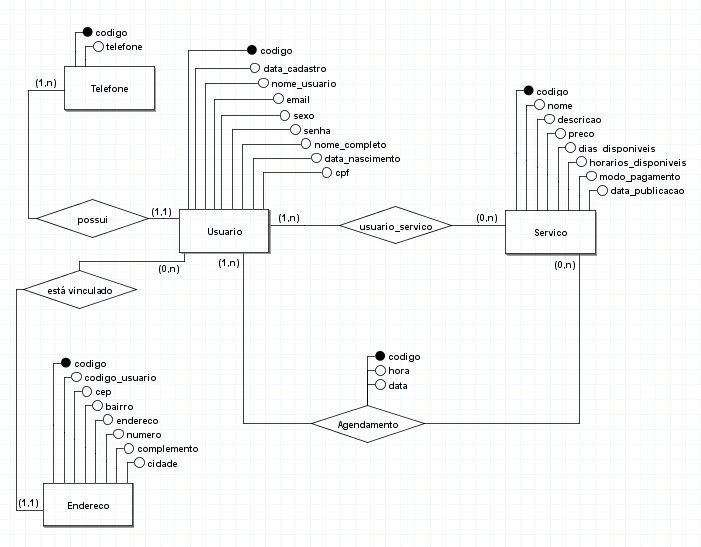 codigo
telefone
(1,n)
Telefone
codigo
data_cadastro
nome_usuario
email
sexo
senha
nome_completo
data_nascimento
cpf
codigo
nome
descricao
preco
dias_disponiveis
horarios_disponiveis
modo_pagamento
data_publicacao
possui
(1,1)
Usuario
(1,n)
usuario_servico
(0,n)
Servico
(0,n)
(1,n)
(0,n)
está vinculado
codigo
codigo_usuario
cep
bairro
endereco
numero
complemento
cidade
codigo
hora
data
Agendamento
(1,1)
Endereco